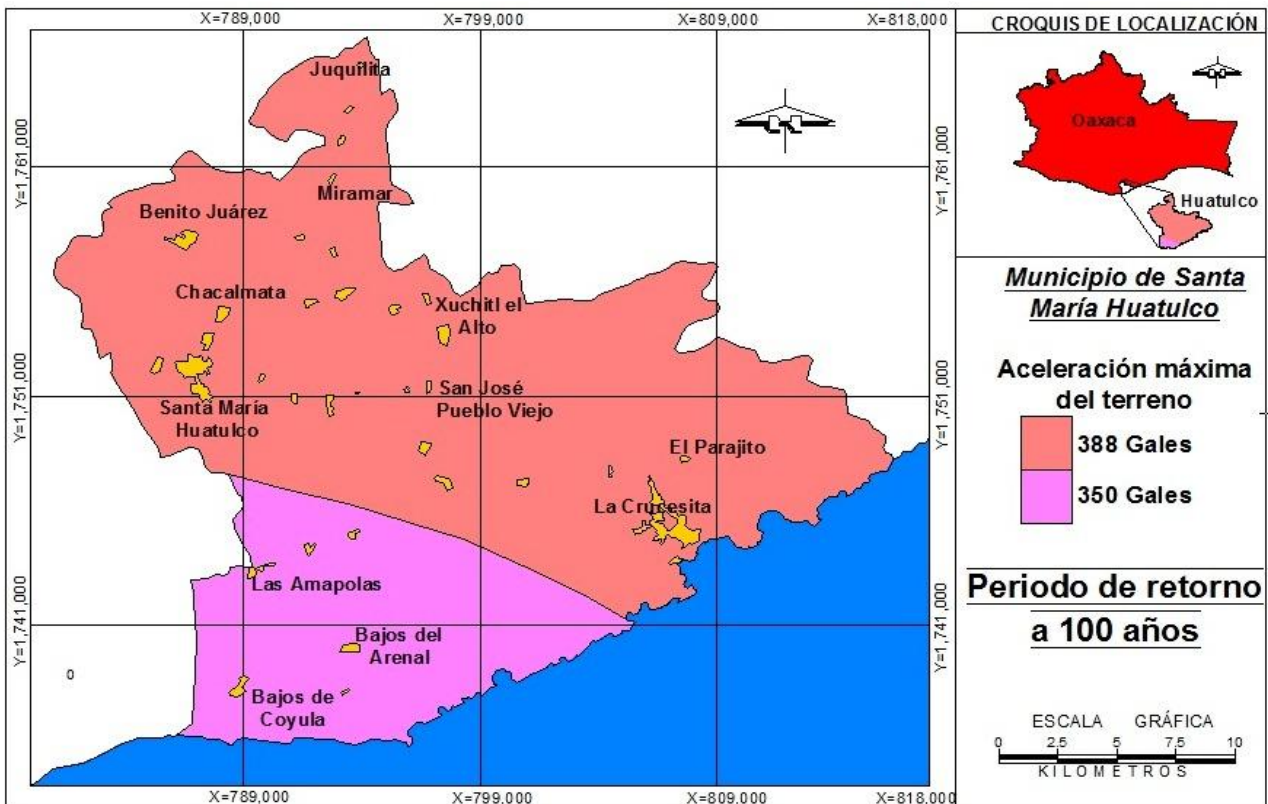 X=789,000 X=799,000 X=809,000 X=818,000
Y=1,761,000
Y=1,751,000
Y=1,741,000
Juquilita
Miramar
Benito Juárez
Chacalmata
Xuchitl el
Alto
Santa María
Huatulco
San José
Pueblo Viejo
El Parajito
La Crucesita
Las Amapolas
Bajos del
Arenal
Bajos de
Coyula
0
Y=1,761,000
Y=1,751,000
Y=1,741,000
X=789,000 X=799,000 X=809,000 X=818,000
CROQUIS DE LOCALIZACIÓN
Oaxaca
Huatulco
Municipio de Santa
María Huatulco
Aceleración máxima
del terreno
388 Gales
350 Gales
Periodo de retorno
a 100 años
ESCALA GRÁFICA
0 2.5 5 7.5 10
KILOMETROS